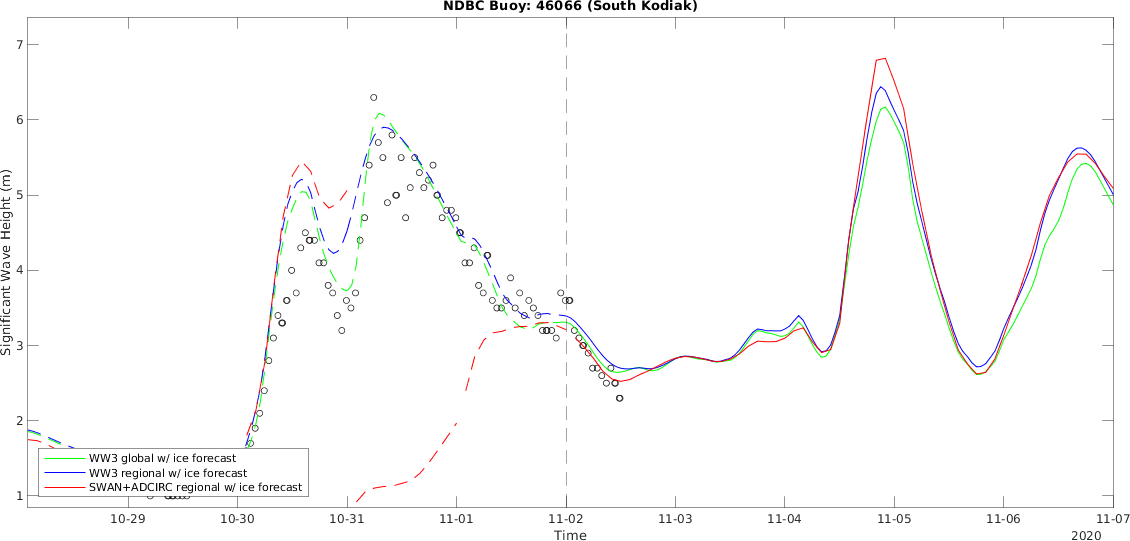 NDBC Buoy: 46066 (South Kodiak)
7
6
5
4
3
2
1
Significant Wave Height (m)
WW3 global w/ ice forecast
WW3 regional w/ ice forecast
SWAN+ADCIRC regional w/ ice forecast
10-29 10-30 10-31 11-01 11-02 11-03 11-04 11-05 11-06 11-07
Time
2020